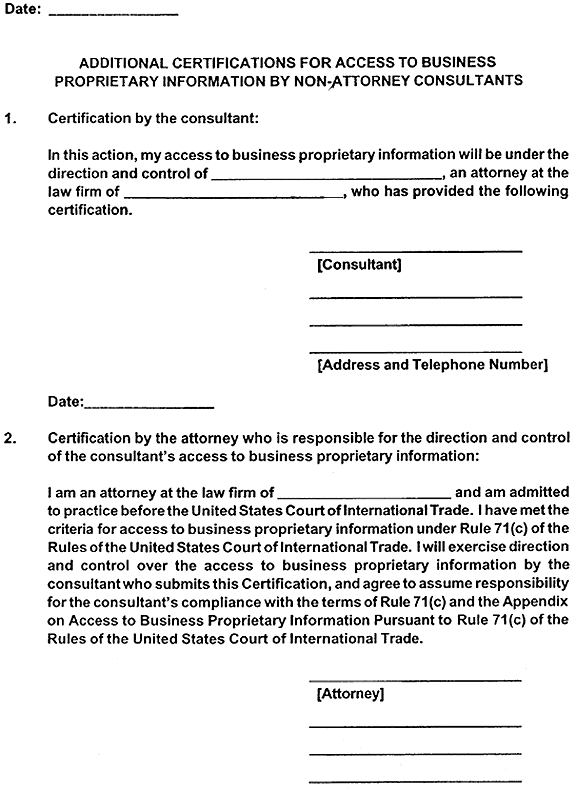 Date: _________________
ADDITIONAL CERTIFICATIONS FOR ACCESS TO BUSINESS
PROPRIETARY INFORMATION BY NON-ATTORNEY CONSULTANTS
1. Certification by the consultant:
In this action, my access to business proprietary information will be under the
direction and control of ______________________________, an attorney at the
law firm of ____________________________, who has provided the following
certification.
[Consultant]
[Address and Telephone Number]
Date:_________________
2. Certification by the attorney who is responsible for the direction and control
of the consultant's access to business proprietary information:
I am an attorney at the law firm of _______________________ and am admitted
to practice before the United States Court of International Trade. I have met the
criteria for access to business proprietary information under Rule 71(c) of the
Rules of the United States Court of International Trade. I will exercise direction
and control over the access to business proprietary information by the
consultant who submits this Certification, and agree to assume responsibility
for the consultant's compliance with the terms of Rule 71(c) and the Appendix
on Access to Business Proprietary Information Pursuant to Rule 71(c) of the
Rules of the United States Court of International Trade.
[Attorney]